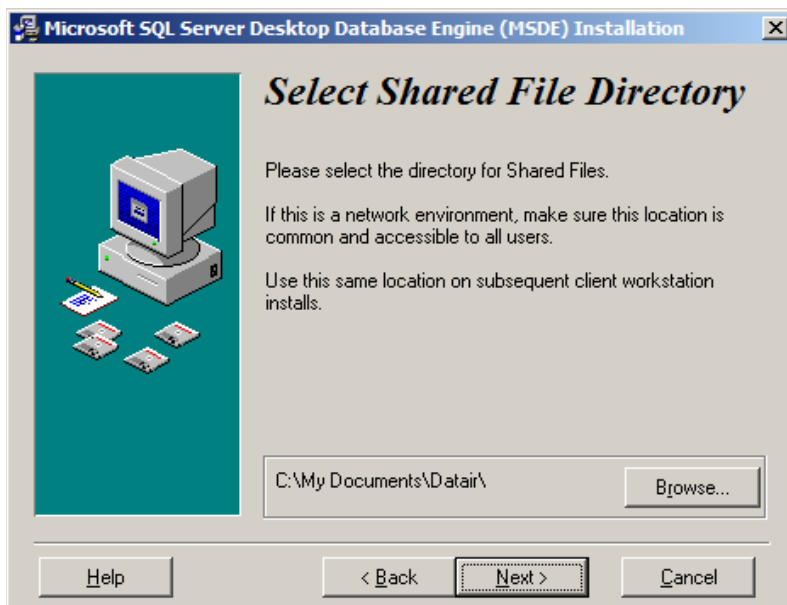 Microsoft SQL Server Desktop Database Engine (MSDE) Installation
Select Shared File Directory
Please select the directory for Shared Files.
If this is a network environment, make sure this location is
common and accessible to all users.
Use this same location on subsequent client workstation
installs.
C:\My Documents\Datair\
Browse...
Help
< Back
Next >
Cancel